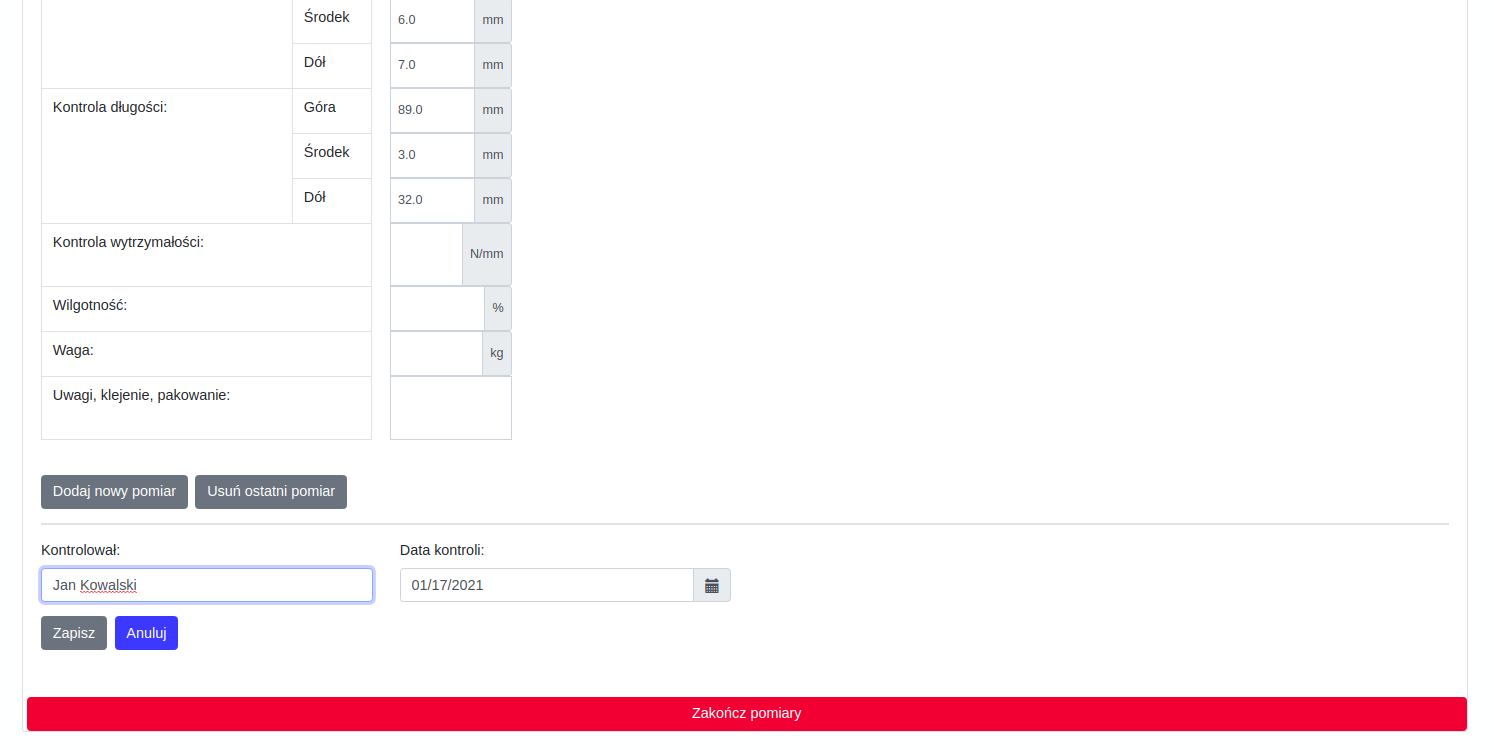 Środek 6.0 mm
Dół 7.0 mm
Kontrola długości: Góra 89.0 mm
Środek 3.0 mm
Dół 32.0 mm
Kontrola wytrzymałości: N/mm
Wilgotność: %
Waga: kg
Uwagi, klejenie, pakowanie:
Dodaj nowy pomiar Usuń ostatni pomiar
Kontrolował: Data kontroli:
Jan Kowalski 01/17/2021
Zapisz Anuluj
Zakończ pomiary